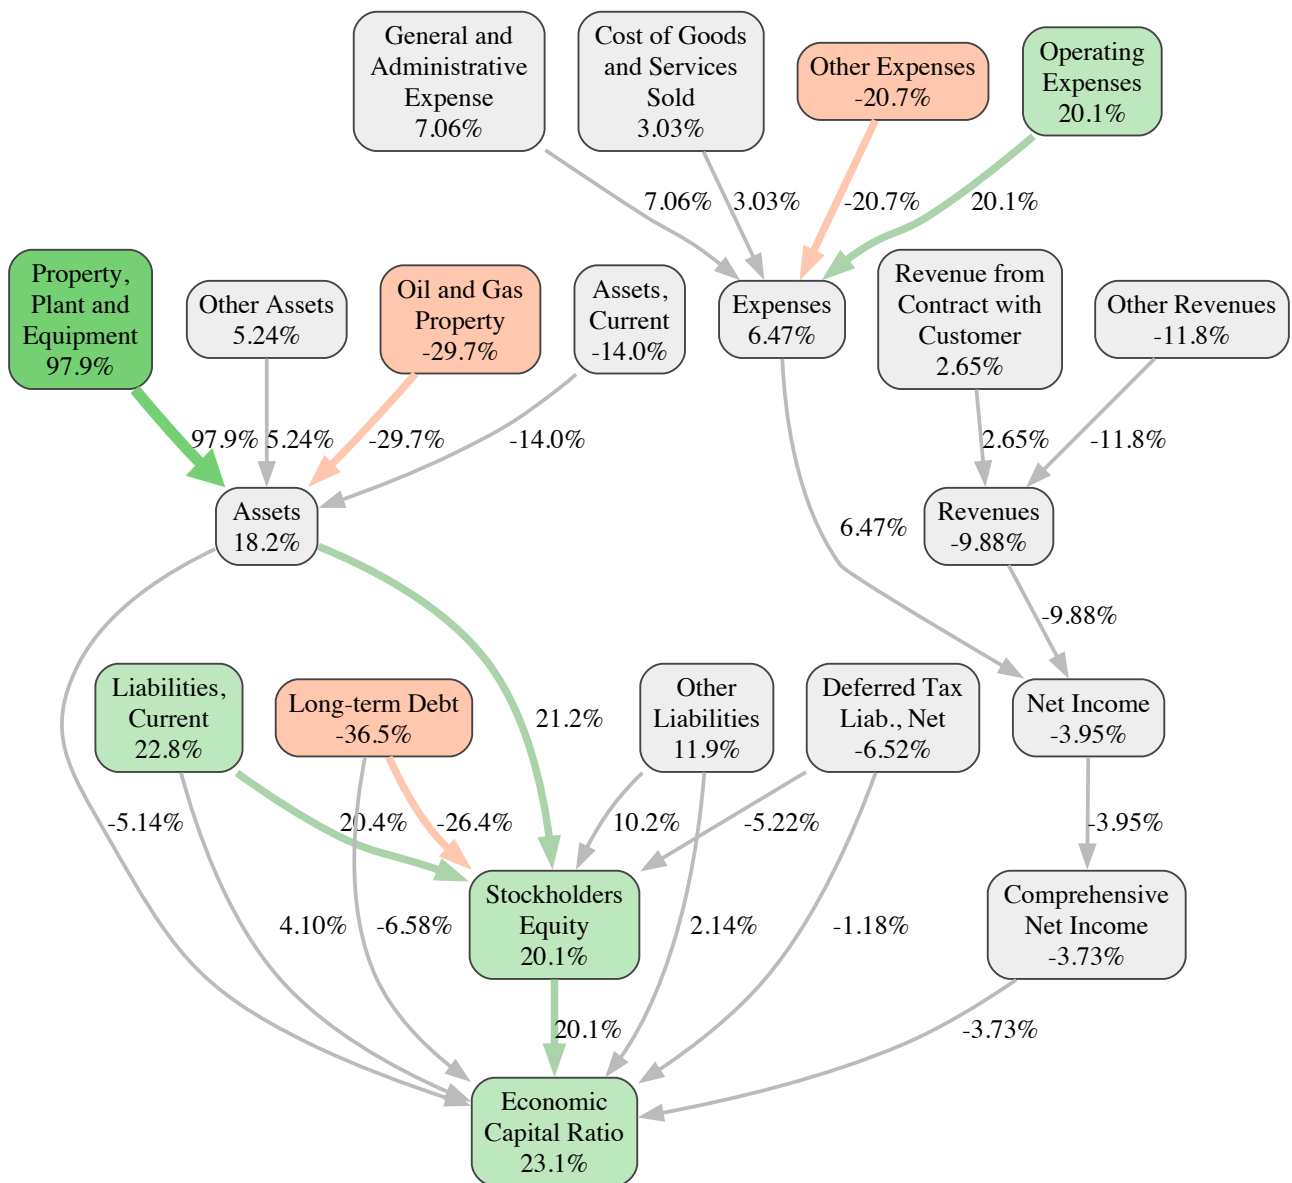 General and
Administrative
Expense
7.06%
Cost of Goods
and Services
Sold
3.03%
Other Expenses
-20.7%
Operating
Expenses
20.1%
7.06%
3.03%
-20.7%
20.1%
Property,
Plant and
Equipment
97.9%
Other Assets
5.24%
Oil and Gas
Property
-29.7%
Assets,
Current
-14.0%
Expenses
6.47%
Revenue from
Contract with
Customer
2.65%
Other Revenues
-11.8%
97.9%
5.24%
-29.7%
-14.0%
2.65%
-11.8%
Assets
18.2%
6.47%
Revenues
-9.88%
-9.88%
Liabilities,
Current
22.8%
Long-term Debt
-36.5%
21.2%
Other
Liabilities
11.9%
Deferred Tax
Liab., Net
-6.52%
Net Income
-3.95%
-5.14%
20.4%
-26.4%
10.2%
-5.22%
-3.95%
4.10%
-6.58%
Stockholders
Equity
20.1%
2.14%
-1.18%
Comprehensive
Net Income
-3.73%
20.1%
-3.73%
Economic
Capital Ratio
23.1%